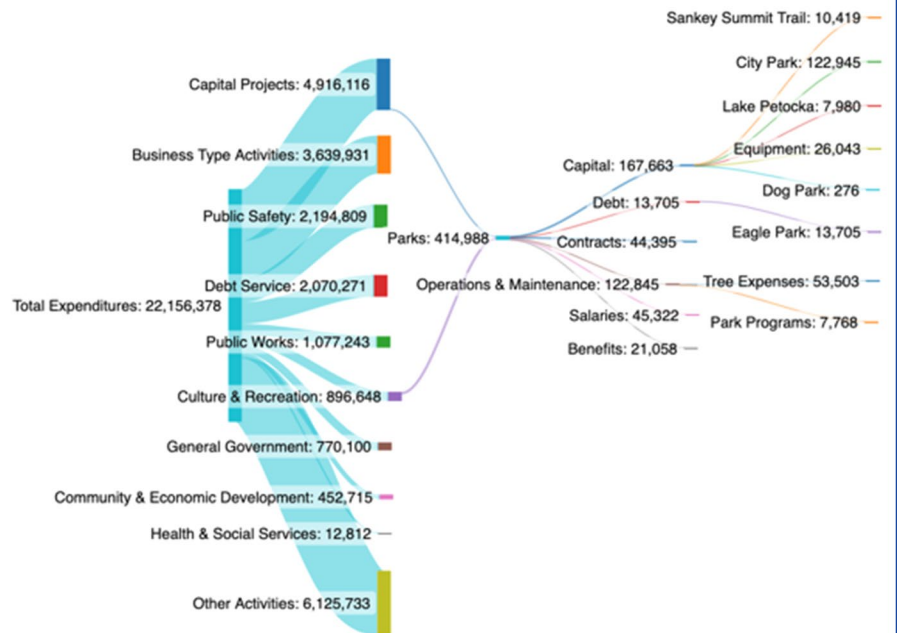 Total Expenditures: 22,156,378
Capital Projects: 4,916,116
Business Type Activities: 3,639,931
Public Safety: 2,194,809
Debt Service: 2,070,271
Public Works: 1,077,243
Culture & Recreation: 896,648
General Government: 770,100
Community & Economic Development: 452,715
Health & Social Services: 12,812
Other Activities: 6,125,733
Parks: 414,988
Capital: 167,663
Debt: 13,705
Contracts: 44,395
Operations & Maintenance: 122,845
Salaries: 45,322
Benefits: 21,058
Sankey Summit Trail: 10,419
City Park: 122,945
Lake Petocka: 7,980
Equipment: 26,043
Dog Park: 276
Eagle Park: 13,705
Tree Expenses: 53,503
Park Programs: 7,768